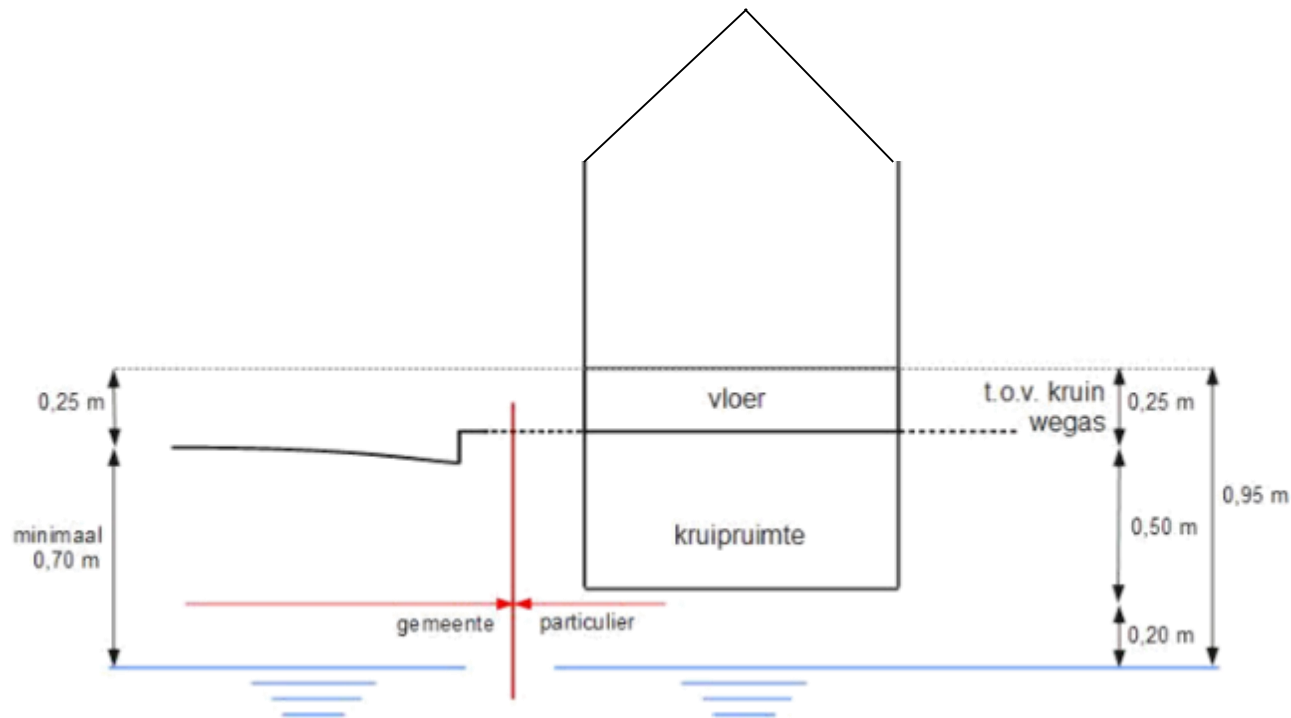 0,25 m
minimaal
0,70 m
gemeente
particulier
vloer
kruipruimte
t.o.v. kruin
wegas
0,25 m
0,50 m
0,20 m
0,95 m